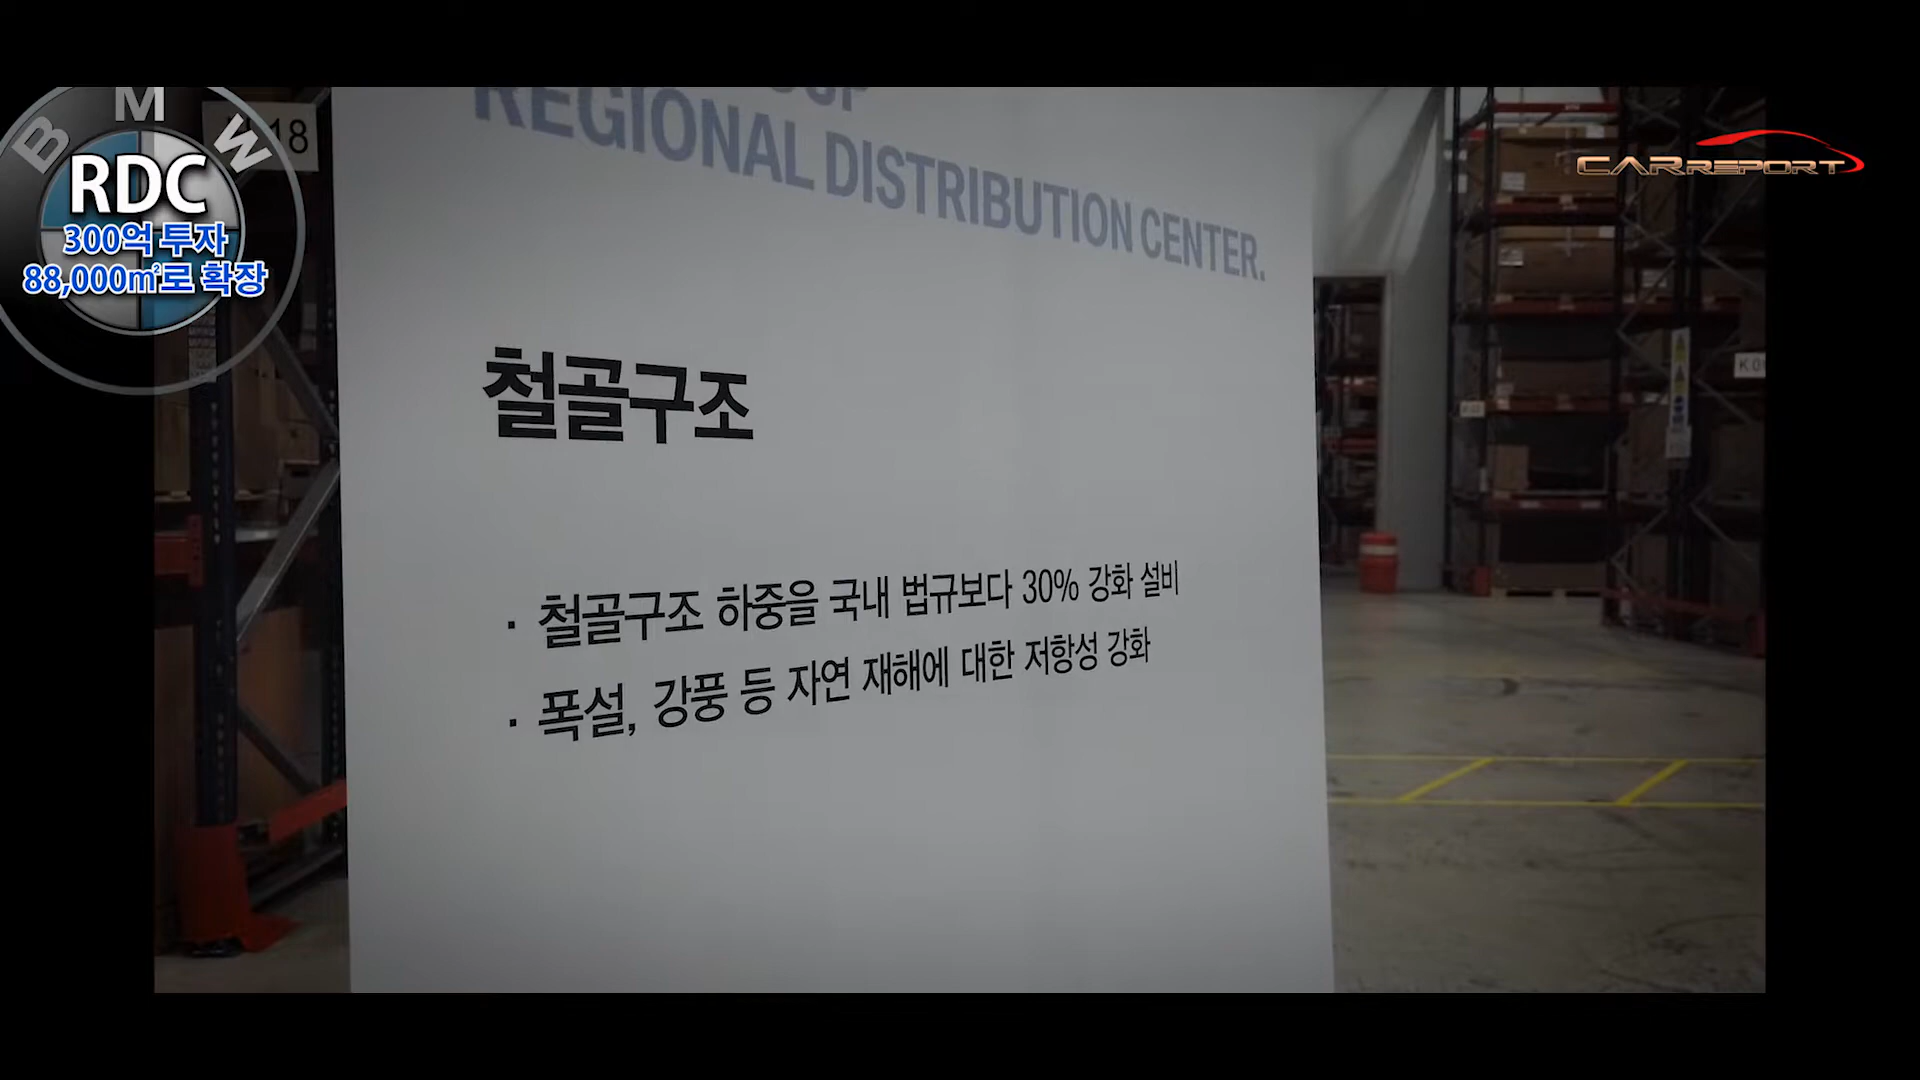 BMW
RDC
300억 투자
88,000㎡로 확장
18
CARREPORT
REGIONAL DISTRIBUTION CENTER.
철골구조
· 철골구조 하중을 국내 법규보다 30% 강화 설비
· 폭설, 강풍 등 자연 재해에 대한 저항성 강화